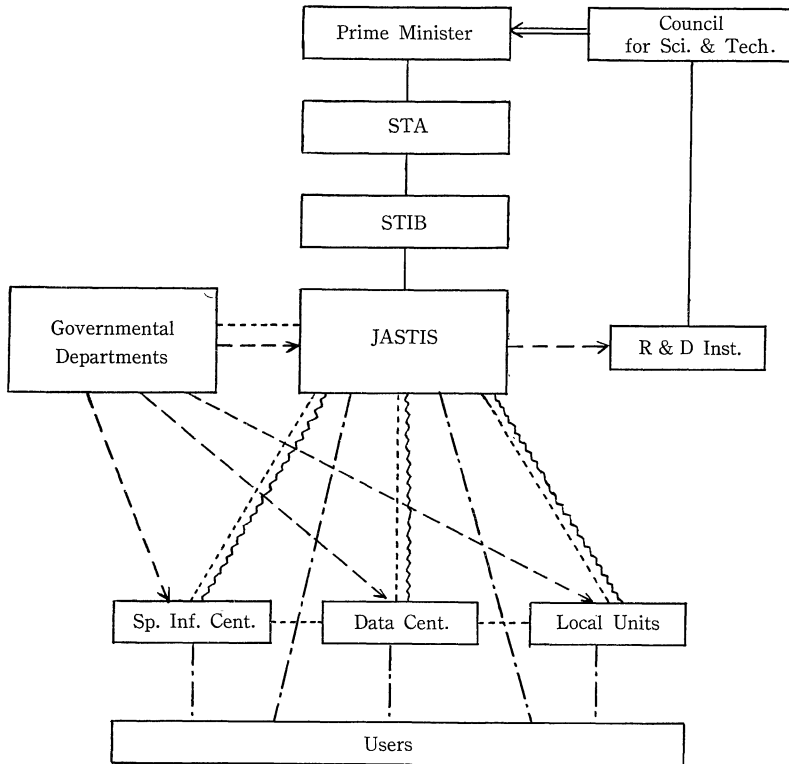 Prime Minister
Council
for Sci. & Tech.
STA
STIB
Governmental
Departments
JASTIS
R & D Inst.
Sp. Inf. Cent.
Data Cent.
Local Units
Users